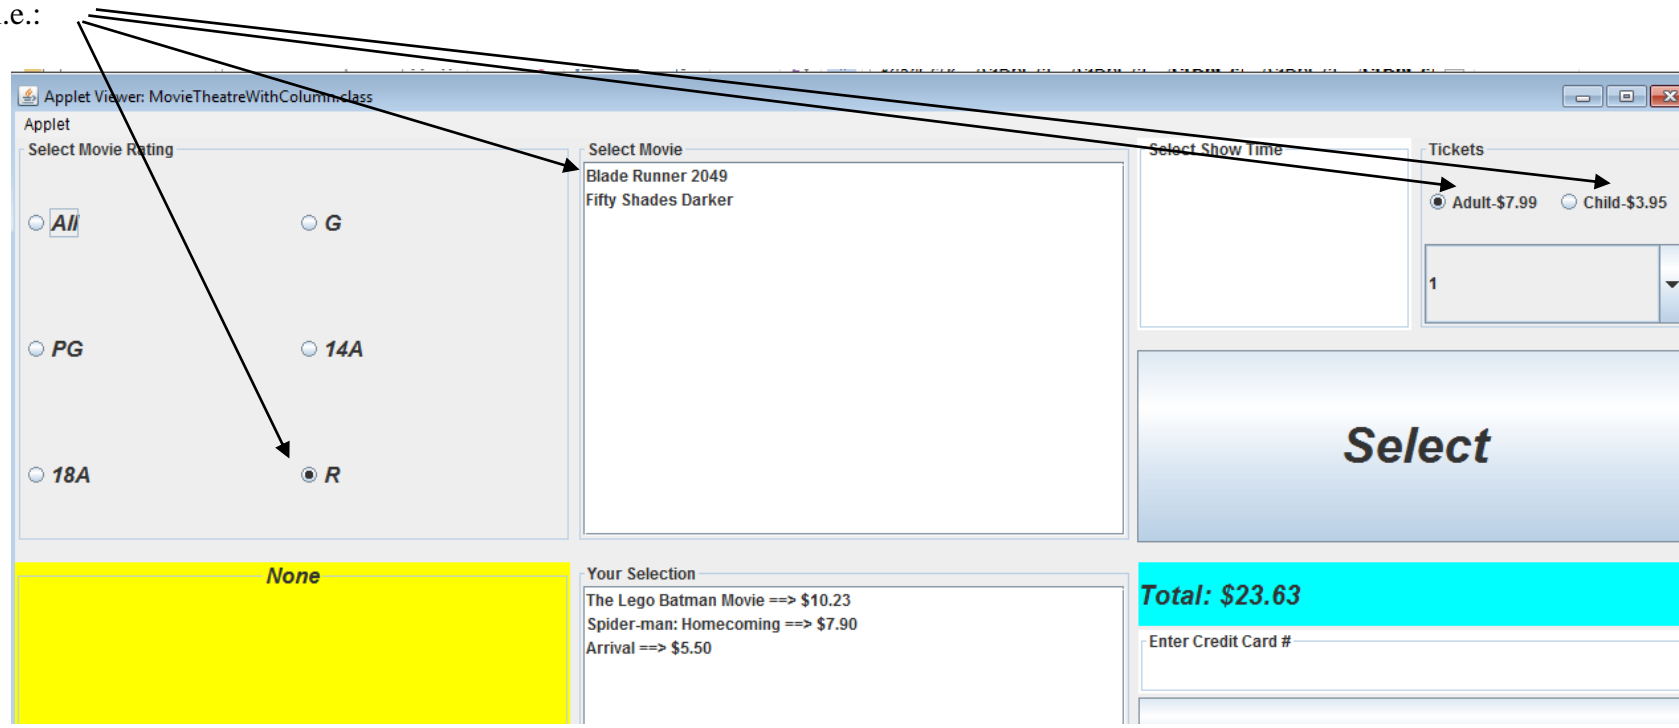 i.e.:
Applet Viewer: MovieTheatreWithColumn.class
Applet
Select Movie Rating
All
G
PG
14A
18A
R
Select Movie
Blade Runner 2049
Fifty Shades Darker
Select Show Time
Tickets
Adult-$7.99 Child-$3.95
1
Select
None
Your Selection
The Lego Batman Movie ==> $10.23
Spider-man: Homecoming ==> $7.90
Arrival ==> $5.50
Total: $23.63
Enter Credit Card #